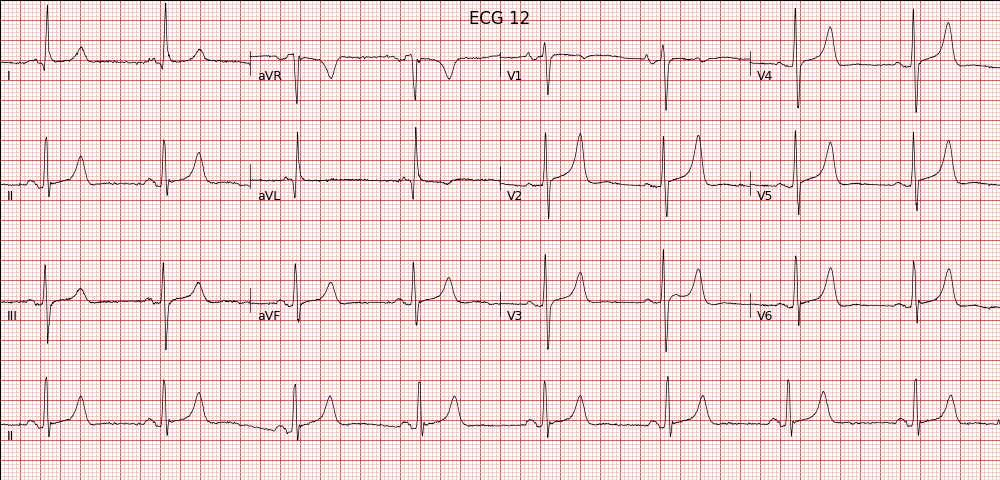 ECG 12
I aVR V1 V4
II aVL V2 V5
III aVF V3 V6
II